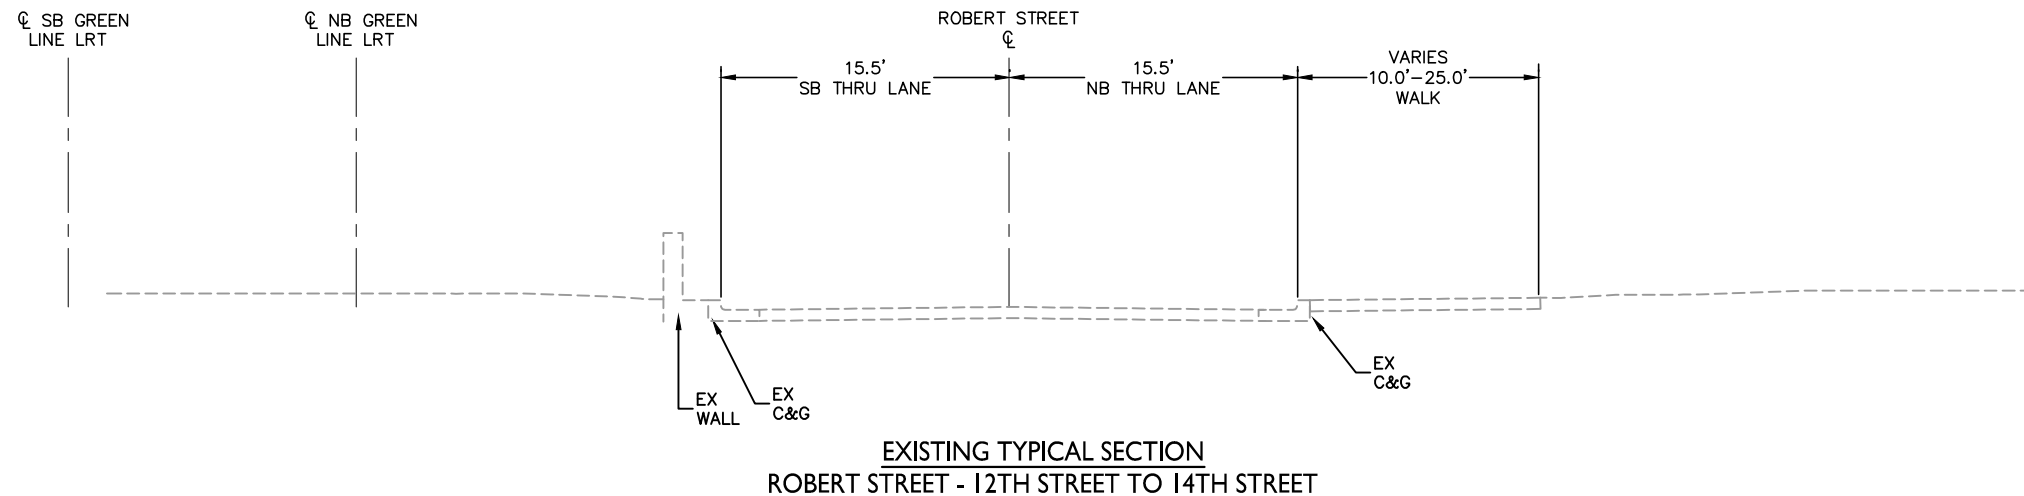 ℄ SB GREEN
LINE LRT
℄ NB GREEN
LINE LRT
ROBERT STREET
℄
15.5'
SB THRU LANE
15.5'
NB THRU LANE
VARIES
10.0'-25.0'
WALK
EX
WALL
EX
C&G
EX
C&G
EXISTING TYPICAL SECTION
ROBERT STREET - 12TH STREET TO 14TH STREET